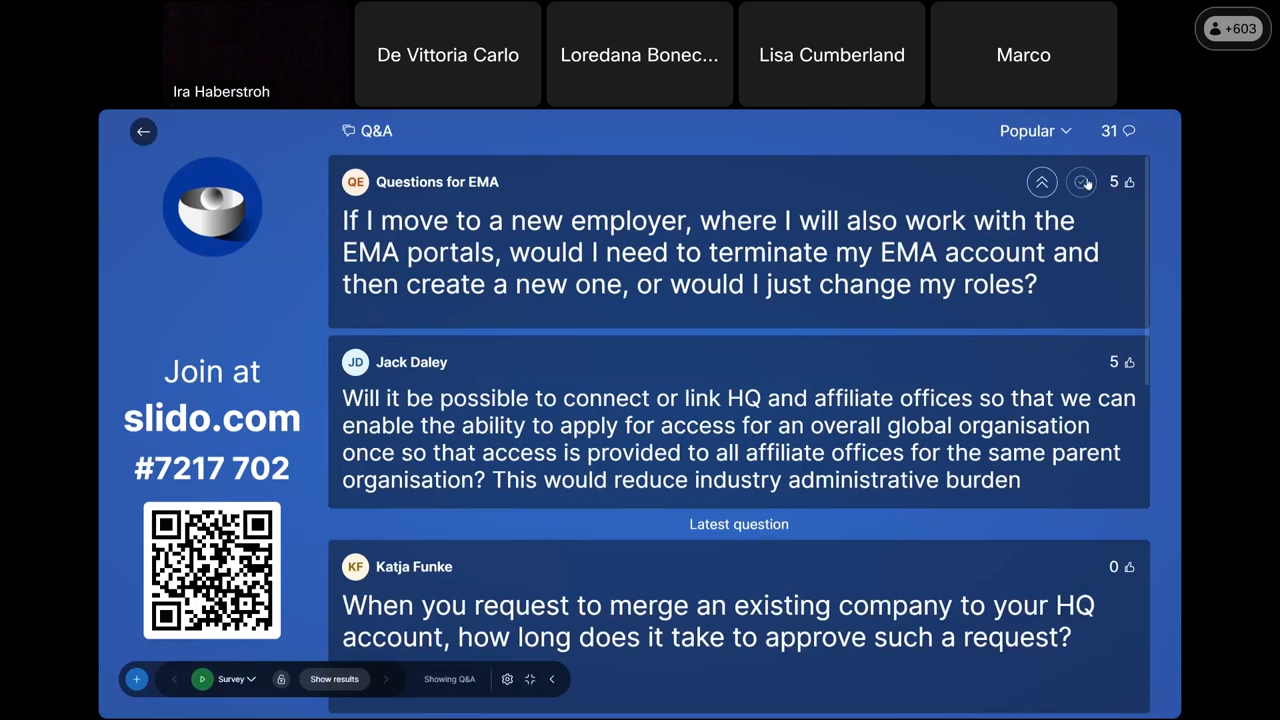 De Vittoria Carlo
Loredana Bonec...
Lisa Cumberland
Marco
+603
Ira Haberstroh
Q&A
Popular
31
QE
Questions for EMA
5
If I move to a new employer, where I will also work with the
EMA portals, would I need to terminate my EMA account and
then create a new one, or would I just change my roles?
JD
Jack Daley
5
Will it be possible to connect or link HQ and affiliate offices so that we can
enable the ability to apply for access for an overall global organisation
once so that access is provided to all affiliate offices for the same parent
organisation? This would reduce industry administrative burden
Join at
slido.com
#7217 702
Latest question
KF
Katja Funke
0
When you request to merge an existing company to your HQ
account, how long does it take to approve such a request?
Survey
Show results
Showing Q&A